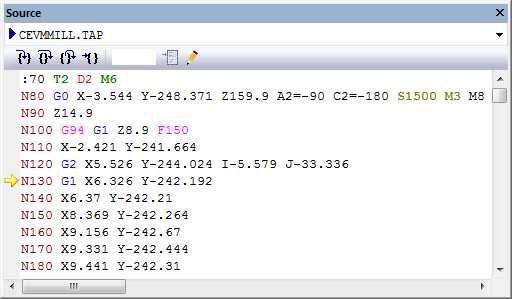 Source
CEVMMILL.TAP
:70 T2 D2 M6
N80 G0 X-3.544 Y-248.371 Z159.9 A2=-90 C2=-180 S1500 M3 M8
N90 Z14.9
N100 G94 G1 Z8.9 F150
N110 X-2.421 Y-241.664
N120 G2 X5.526 Y-244.024 I-5.579 J-33.336
N130 G1 X6.326 Y-242.192
N140 X6.37 Y-242.21
N150 X8.369 Y-242.264
N160 X9.156 Y-242.67
N170 X9.331 Y-242.444
N180 X9.441 Y-242.31